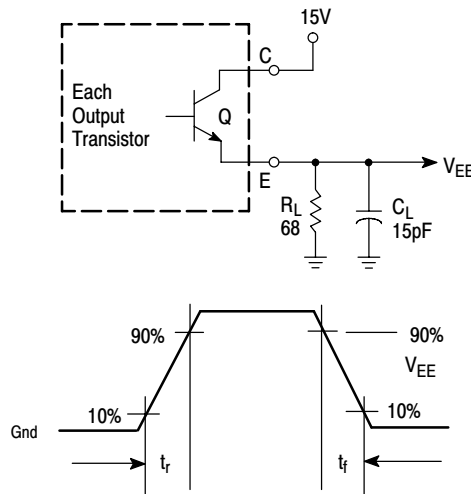 15V
C
Each
Output
Transistor
Q
E
V_EE
R_L
68
C_L
15pF
90%
90%
V_EE
10%
10%
Gnd
t_r
t_f